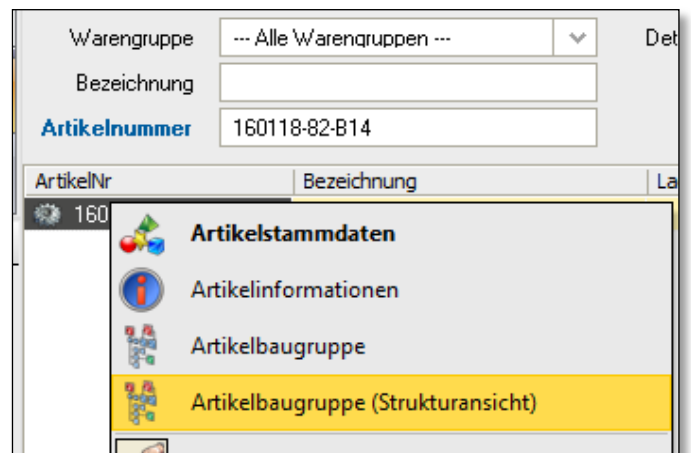 Warengruppe --- Alle Warengruppen --- Det
Bezeichnung
Artikelnummer 160118-82-B14
ArtikelNr Bezeichnung La
160
Artikelstammdaten
Artikelinformationen
Artikelbaugruppe
Artikelbaugruppe (Strukturansicht)